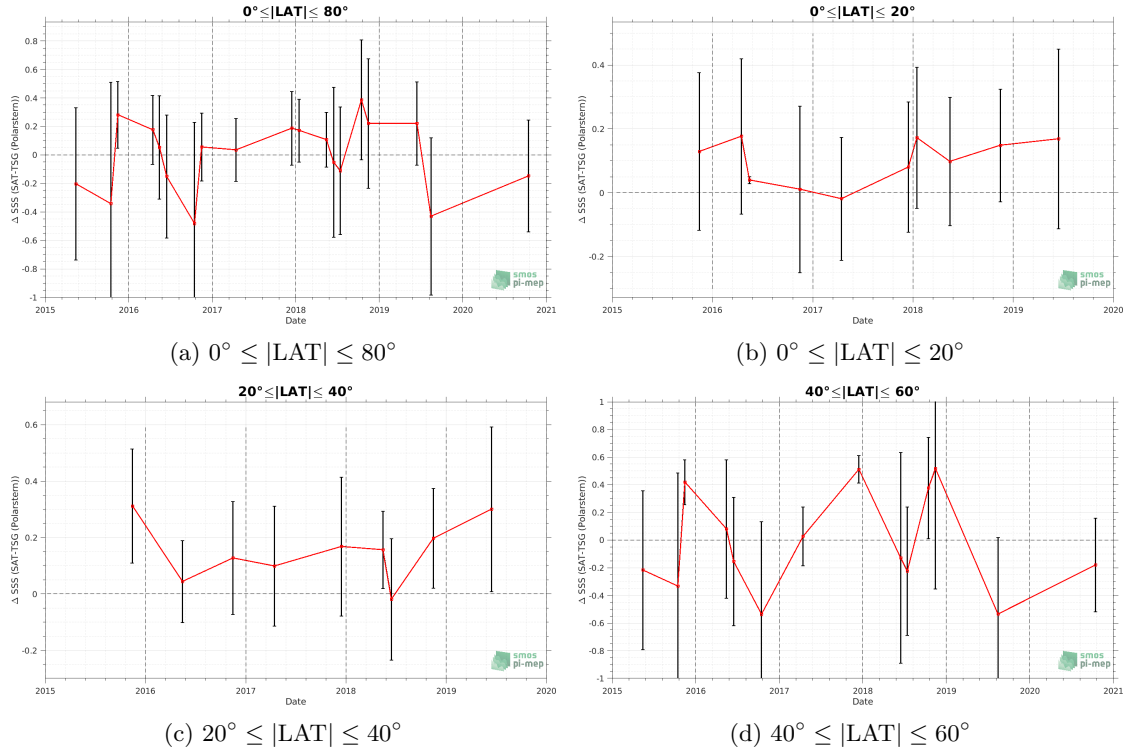 0°≤|LAT|≤ 80°
Δ SSS (SAT-TSG (Polarstern))
0.8
0.6
0.4
0.2
0
-0.2
-0.4
-0.6
-0.8
-1
2015
2016
2017
2018
2019
2020
2021
Date
smos
pi-mep
(a) 0° ≤ |LAT| ≤ 80°
0°≤|LAT|≤ 20°
Δ SSS (SAT-TSG (Polarstern))
0.4
0.2
0
-0.2
2015
2016
2017
2018
2019
2020
Date
smos
pi-mep
(b) 0° ≤ |LAT| ≤ 20°
20°≤|LAT|≤ 40°
Δ SSS (SAT-TSG (Polarstern))
0.6
0.4
0.2
0
-0.2
2015
2016
2017
2018
2019
2020
Date
smos
pi-mep
(c) 20° ≤ |LAT| ≤ 40°
40°≤|LAT|≤ 60°
Δ SSS (SAT-TSG (Polarstern))
1
0.8
0.6
0.4
0.2
0
-0.2
-0.4
-0.6
-0.8
-1
2015
2016
2017
2018
2019
2020
2021
Date
smos
pi-mep
(d) 40° ≤ |LAT| ≤ 60°